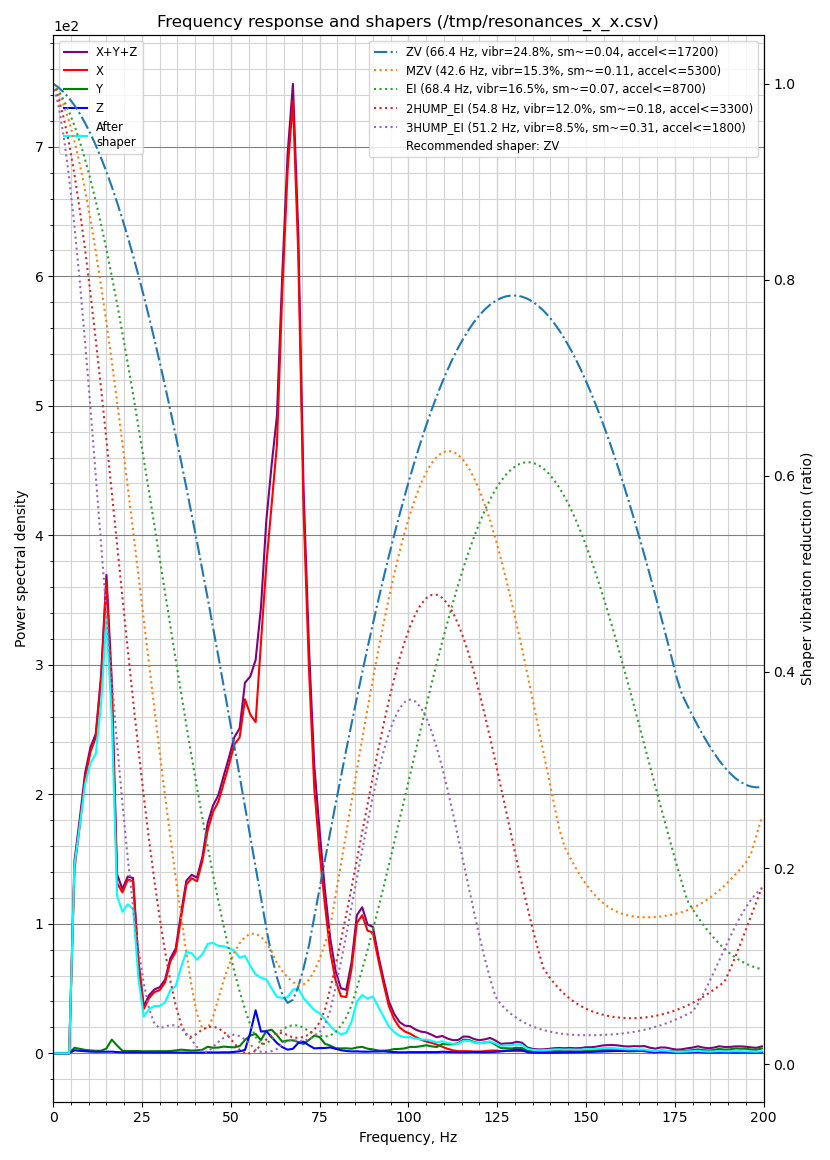 Frequency response and shapers (/tmp/resonances_x_x.csv)
1e2
X+Y+Z
X
Y
Z
After
shaper
ZV (66.4 Hz, vibr=24.8%, sm~=0.04, accel<=17200)
MZV (42.6 Hz, vibr=15.3%, sm~=0.11, accel<=5300)
EI (68.4 Hz, vibr=16.5%, sm~=0.07, accel<=8700)
2HUMP_EI (54.8 Hz, vibr=12.0%, sm~=0.18, accel<=3300)
3HUMP_EI (51.2 Hz, vibr=8.5%, sm~=0.31, accel<=1800)
Recommended shaper: ZV
7
6
5
4
3
2
1
0
Power spectral density
1.0
0.8
0.6
0.4
0.2
0.0
Shaper vibration reduction (ratio)
0 25 50 75 100 125 150 175 200
Frequency, Hz